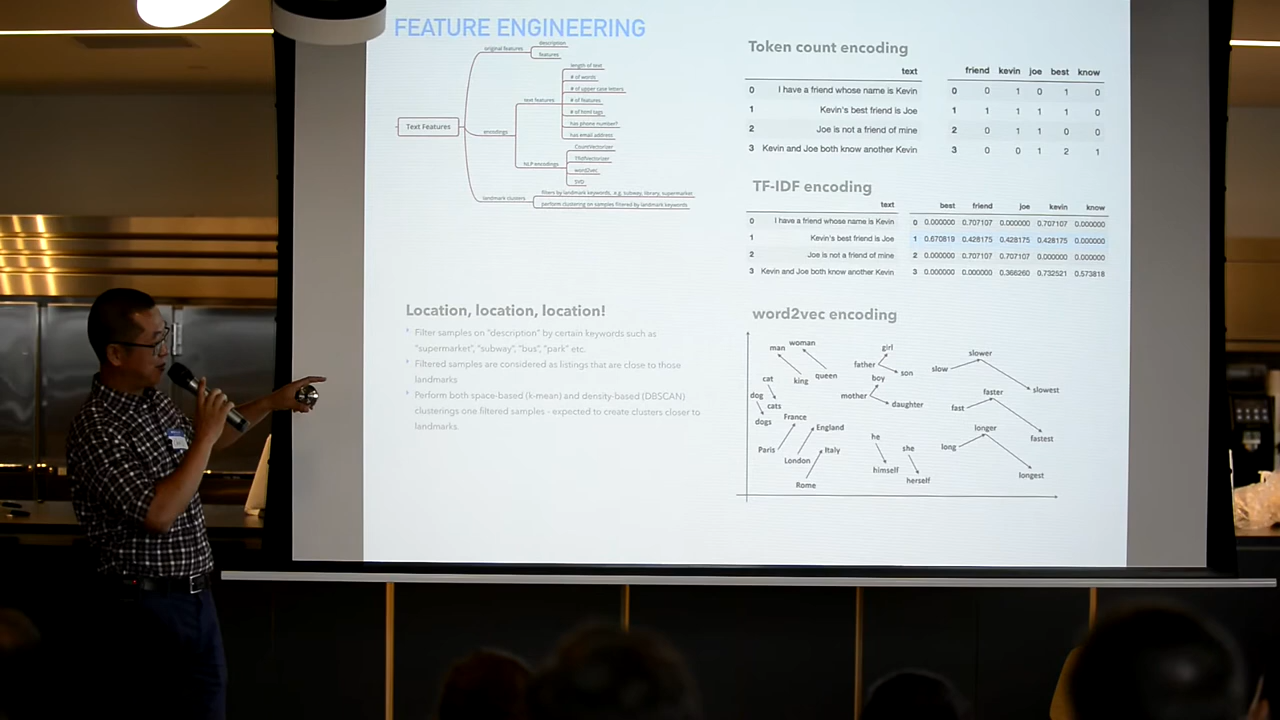 FEATURE ENGINEERING
Text Features
original features
description
features
encodings
text features
length of text
# of words
# of upper case letters
# of features
# of html tags
has phone number?
has email address
NLP encodings
CountVectorizer
TfidfVectorizer
word2vec
SVD
landmark clusters
filters by landmark keywords, e.g. subway, library, supermarket
perform clustering on samples filtered by landmark keywords
Location, location, location!
Filter samples on "description" by certain keywords such as
"supermarket", "subway", "bus", "park" etc.
Filtered samples are considered as listings that are close to those
landmarks
Perform both space-based (k-mean) and density-based (DBSCAN)
clusterings one filtered samples - expected to create clusters closer to
landmarks.
Token count encoding
text friend kevin joe best know
0 I have a friend whose name is Kevin 0 0 1 0 1 0
1 Kevin's best friend is Joe 1 1 1 1 1 0
2 Joe is not a friend of mine 2 0 1 1 0 0
3 Kevin and Joe both know another Kevin 3 0 0 1 2 1
TF-IDF encoding
text best friend joe kevin know
0 I have a friend whose name is Kevin 0 0.000000 0.707107 0.000000 0.707107 0.000000
1 Kevin's best friend is Joe 1 0.670819 0.428175 0.428175 0.428175 0.000000
2 Joe is not a friend of mine 2 0.000000 0.707107 0.707107 0.000000 0.000000
3 Kevin and Joe both know another Kevin 3 0.000000 0.000000 0.366260 0.732521 0.573818
word2vec encoding
man woman girl slower
father son slow
cat king queen boy slowest
dog cats mother daughter faster
dogs France fast
England he longer fastest
Paris Italy she long
London himself longest
Rome herself